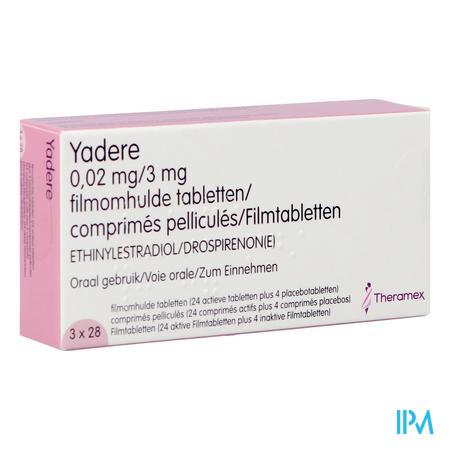 Yadere
0,02 mg/3 mg
filmomhulde tabletten/
comprimés pelliculés/Filmtabletten
ETHINYLESTRADIOL/DROSPIRENON(E)
Oraal gebruik/Voie orale/Zum Einnehmen
filmomhulde tabletten (24 actieve tabletten plus 4 placebotabletten)
comprimés pelliculés (24 comprimés actifs plus 4 comprimés placebos)
Filmtabletten (24 aktive Filmtabletten plus 4 inaktive Filmtabletten)
3 x 28
Theramex
Yadere
IPM